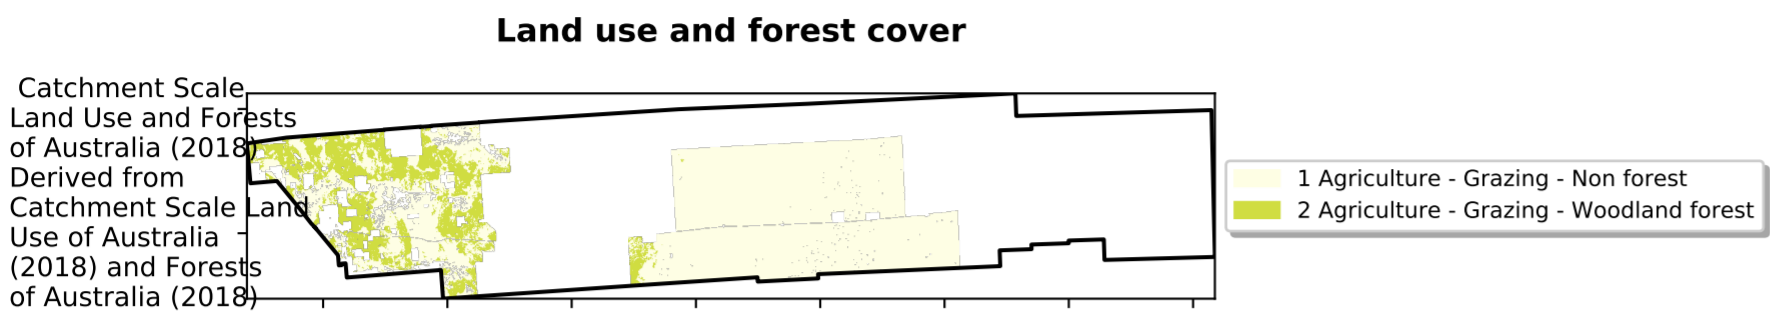 Land use and forest cover
Catchment Scale
Land Use and Forests
of Australia (2018)
Derived from
Catchment Scale Land
Use of Australia
(2018) and Forests
of Australia (2018)
1 Agriculture - Grazing - Non forest
2 Agriculture - Grazing - Woodland forest